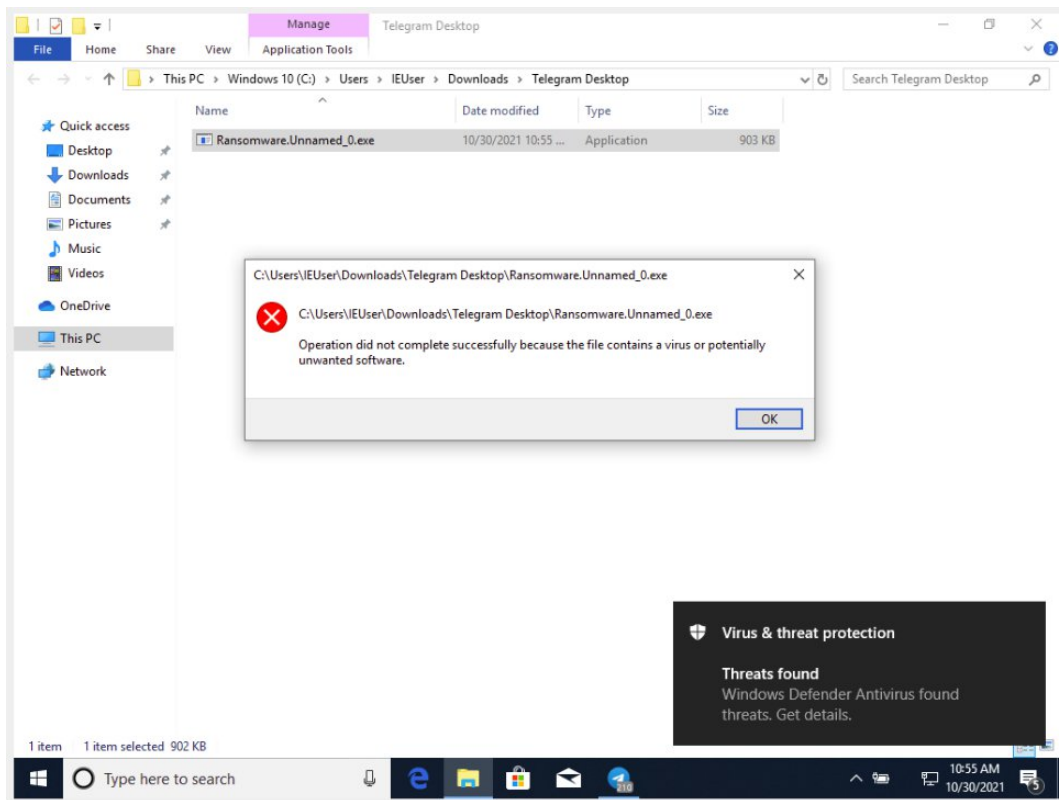 Manage
Telegram Desktop
File
Home
Share
View
Application Tools
This PC > Windows 10 (C:) > Users > IEUser > Downloads > Telegram Desktop
Search Telegram Desktop
Name
Date modified
Type
Size
Quick access
Desktop
Downloads
Documents
Pictures
Music
Videos
OneDrive
This PC
Network
Ransomware.Unnamed_0.exe
10/30/2021 10:55 ...
Application
903 KB
C:\Users\IEUser\Downloads\Telegram Desktop\Ransomware.Unnamed_0.exe
C:\Users\IEUser\Downloads\Telegram Desktop\Ransomware.Unnamed_0.exe
Operation did not complete successfully because the file contains a virus or potentially
unwanted software.
OK
Virus & threat protection
Threats found
Windows Defender Antivirus found
threats. Get details.
1 item
1 item selected 902 KB
Type here to search
210
10:55 AM
10/30/2021
5